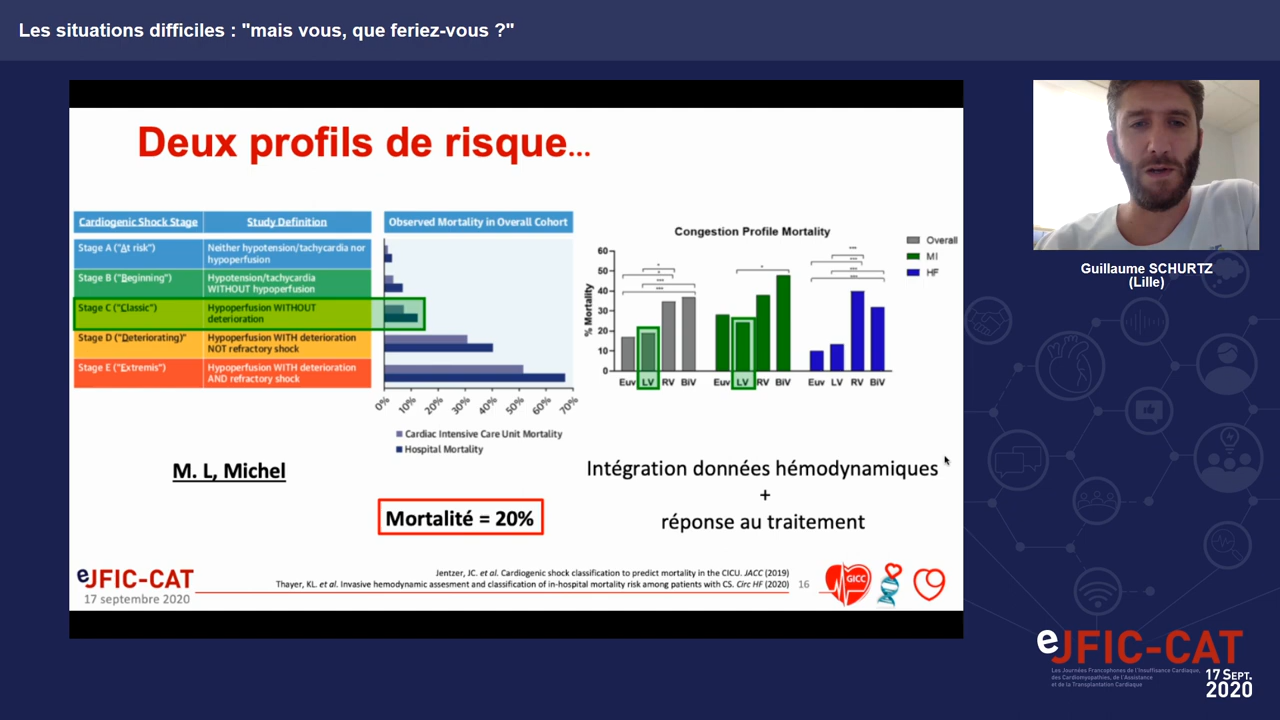 Les situations difficiles : "mais vous, que feriez-vous ?"
Deux profils de risque...
Cardiogenic Shock Stage
Study Definition
Observed Mortality in Overall Cohort
Stage A ("At risk")
Neither hypotension/tachycardia nor
hypoperfusion
Stage B ("Beginning")
Hypotension/tachycardia
WITHOUT hypoperfusion
Stage C ("Classic")
Hypoperfusion WITHOUT
deterioration
Stage D ("Deteriorating)"
Hypoperfusion WITH deterioration
NOT refractory shock
Stage E ("Extremis")
Hypoperfusion WITH deterioration
AND refractory shock
0% 10% 20% 30% 40% 50% 60% 70%
Cardiac Intensive Care Unit Mortality
Hospital Mortality
Congestion Profile Mortality
% Mortality
60
50
40
30
20
10
0
Euv LV RV BiV Euv LV RV BiV Euv LV RV BiV
Overall
MI
HF
M. L, Michel
Mortalité = 20%
Intégration données hémodynamiques
+
réponse au traitement
eJFIC-CAT
17 septembre 2020
Jentzer, JC. et al. Cardiogenic shock classification to predict mortality in the CICU. JACC (2019)
Thayer, KL. et al. Invasive hemodynamic assesment and classification of in-hospital mortality risk among patients with CS. Circ HF (2020)
16
GICC
Guillaume SCHURTZ
(Lille)
eJFIC-CAT
Les Journées Francophones de l'Insuffisance Cardiaque,
des Cardiomyopathies, de l'Assistance
et de la Transplantation Cardiaque
17 SEPT.
2020